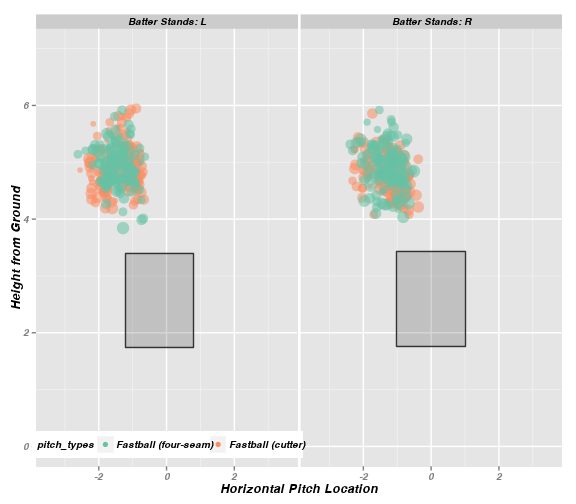 Batter Stands: L Batter Stands: R
Height from Ground
6
4
2
0
pitch_types Fastball (four-seam) Fastball (cutter)
-2 0 2 -2 0 2
Horizontal Pitch Location